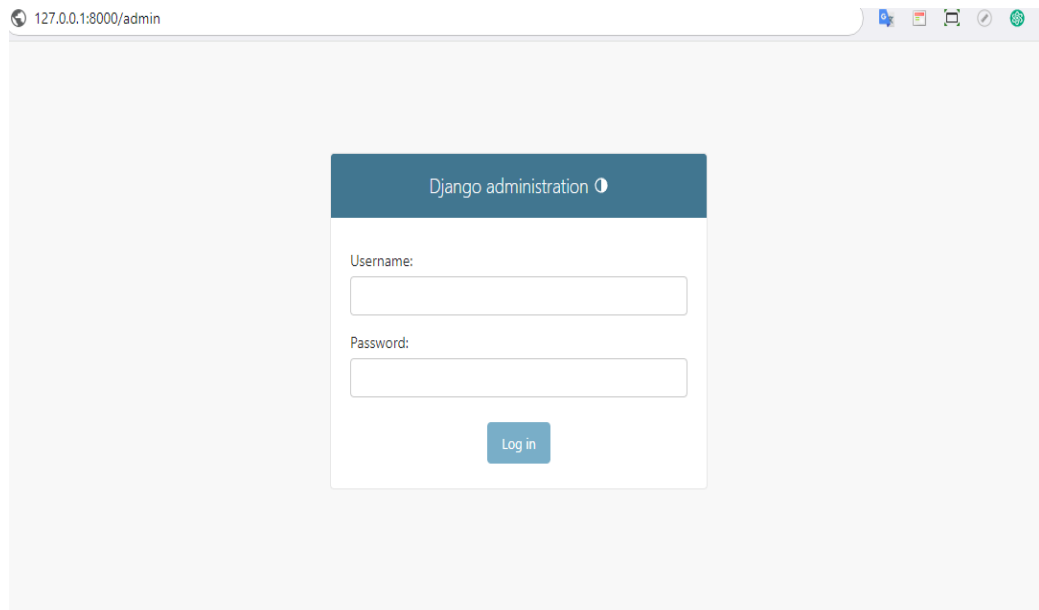 127.0.0.1:8000/admin
Django administration
Username:
Password:
Log in